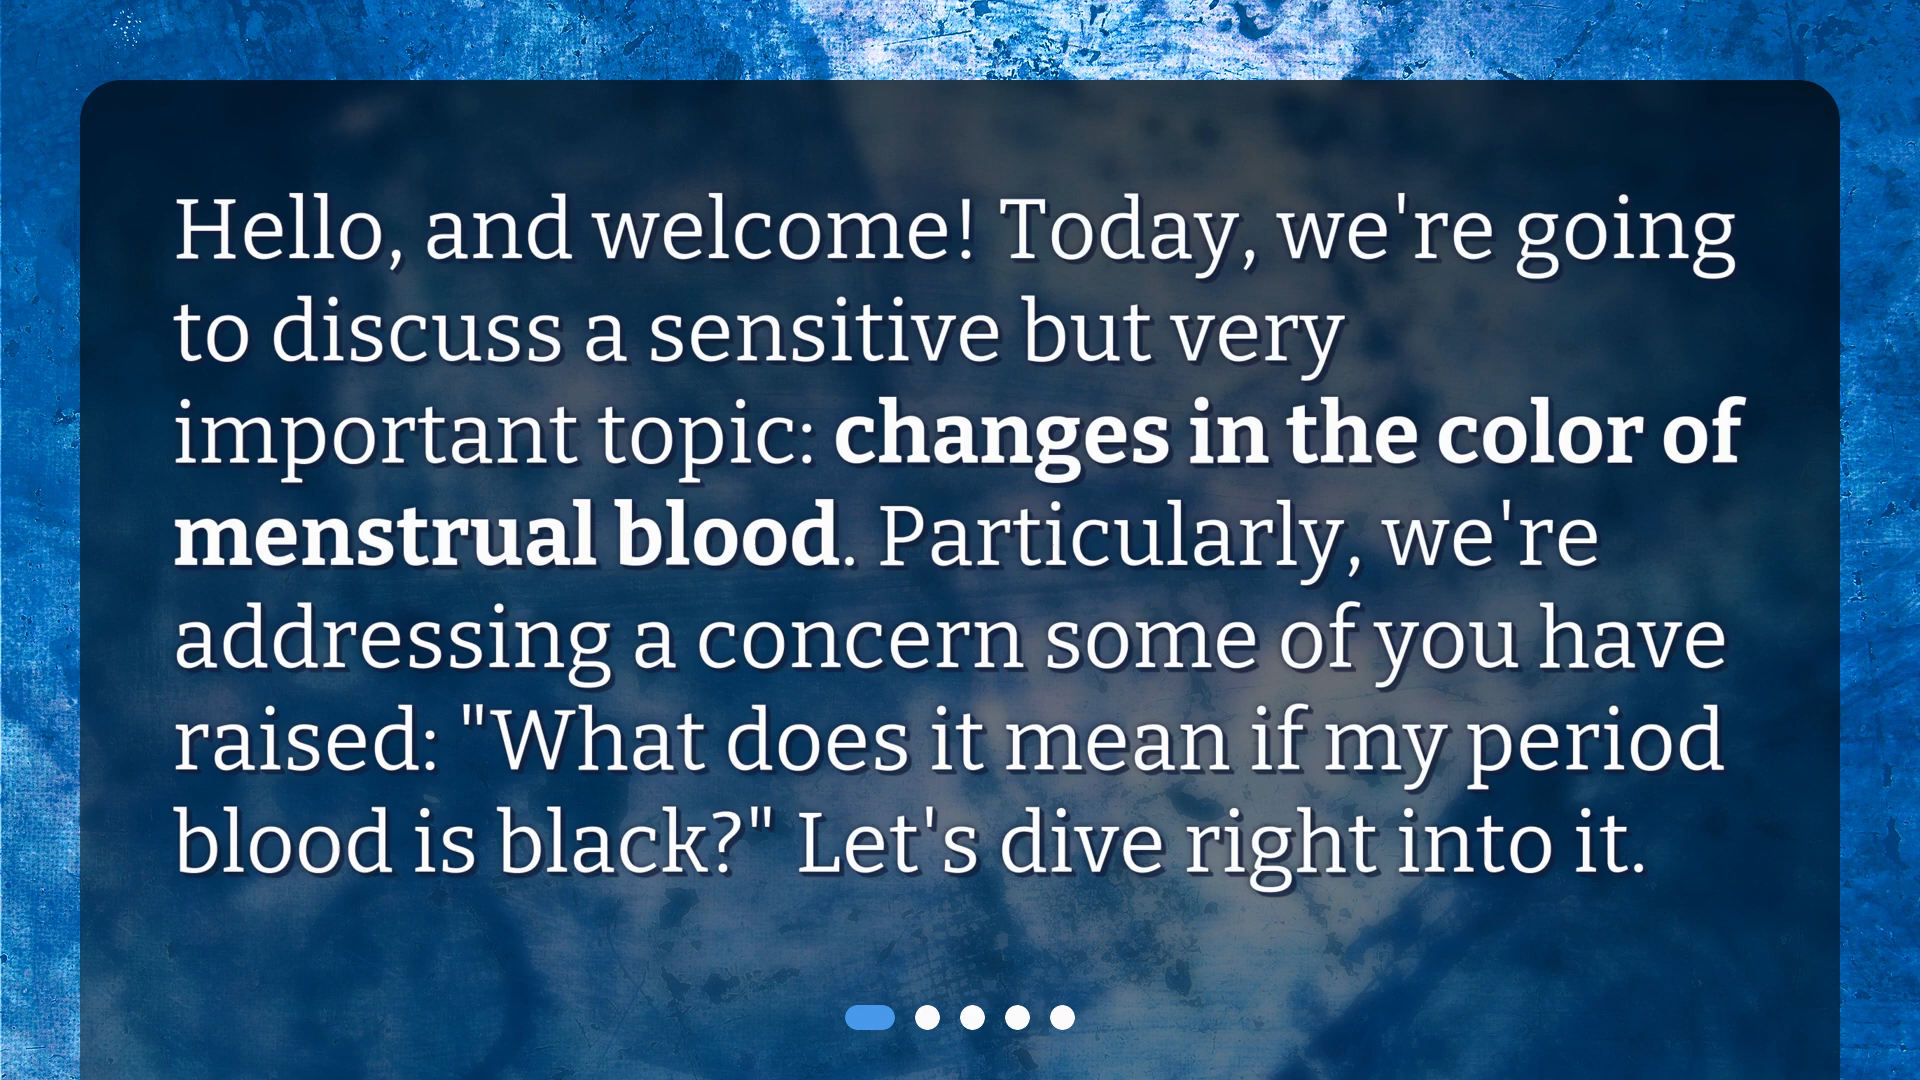 Hello, and welcome! Today, we're going
to discuss a sensitive but very
important topic: changes in the color of
menstrual blood. Particularly, we're
addressing a concern some of you have
raised: "What does it mean if my period
blood is black?" Let's dive right into it.